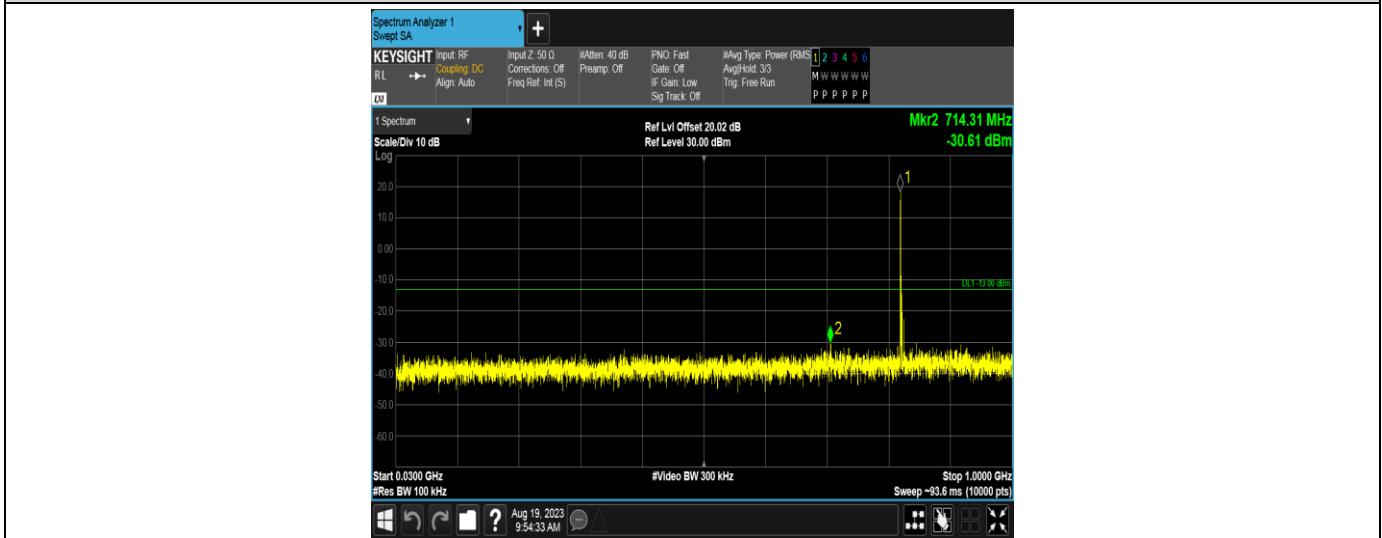 Spectrum Analyzer 1
Swept SA
+
KEYSIGHT
RL
LXI
Input: RF
Coupling: DC
Align: Auto
Input Z: 50 Ω
Corrections: Off
Freq Ref: Int (S)
#Atten: 40 dB
Preamp: Off
PNO: Fast
Gate: Off
IF Gain: Low
Sig Track: Off
#Avg Type: Power (RMS
Avg|Hold: 3/3
Trig: Free Run
1 2 3 4 5 6
M W W W W W
P P P P P P
1 Spectrum
Scale/Div 10 dB
Log
Ref Lvl Offset 20.02 dB
Ref Level 30.00 dBm
Mkr2 714.31 MHz
-30.61 dBm
1
20.0
10.0
0.00
-10.0
DL1 -13.00 dBm
-20.0
2
-30.0
-40.0
-50.0
-60.0
Start 0.0300 GHz
#Res BW 100 kHz
#Video BW 300 kHz
Stop 1.0000 GHz
Sweep ~93.6 ms (10000 pts)
?
Aug 19, 2023
9:54:33 AM